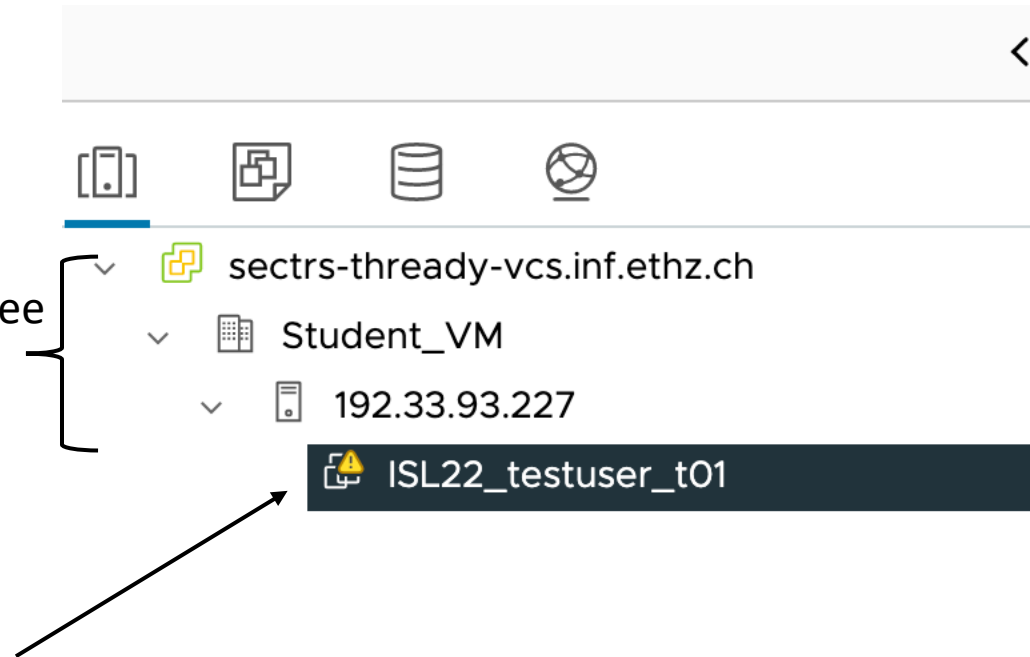 sectrs-thready-vcs.inf.ethz.ch
ee
Student_VM
192.33.93.227
ISL22_testuser_t01